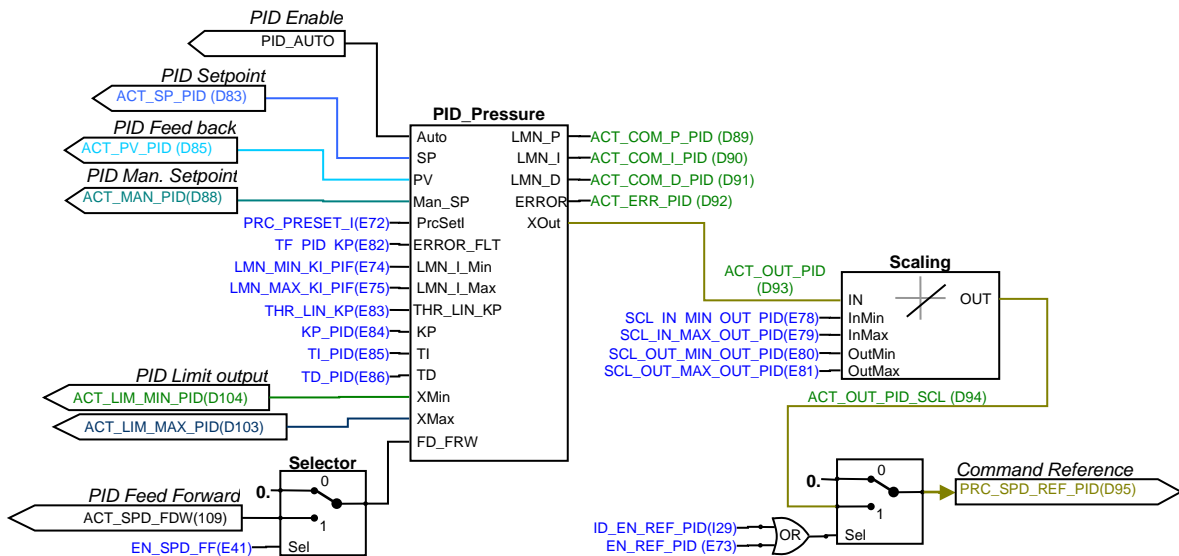 PID Enable
PID_AUTO
PID Setpoint
ACT_SP_PID (D83)
PID Feed back
ACT_PV_PID (D85)
PID Man. Setpoint
ACT_MAN_PID(D88)
PRC_PRESET_I(E72)
TF_PID_KP(E82)
LMN_MIN_KI_PIF(E74)
LMN_MAX_KI_PIF(E75)
THR_LIN_KP(E83)
KP_PID(E84)
TI_PID(E85)
TD_PID(E86)
PID Limit output
ACT_LIM_MIN_PID(D104)
ACT_LIM_MAX_PID(D103)
PID_Pressure
Auto
SP
PV
Man_SP
PrcSetI
ERROR_FLT
LMN_I_Min
LMN_I_Max
THR_LIN_KP
KP
TI
TD
XMin
XMax
FD_FRW
LMN_P
LMN_I
LMN_D
ERROR
XOut
ACT_COM_P_PID (D89)
ACT_COM_I_PID (D90)
ACT_COM_D_PID (D91)
ACT_ERR_PID (D92)
ACT_OUT_PID
(D93)
Scaling
IN
InMin
InMax
OutMin
OutMax
OUT
SCL_IN_MIN_OUT_PID(E78)
SCL_IN_MAX_OUT_PID(E79)
SCL_OUT_MIN_OUT_PID(E80)
SCL_OUT_MAX_OUT_PID(E81)
ACT_OUT_PID_SCL (D94)
Selector
0.
0
1
Sel
PID Feed Forward
ACT_SPD_FDW(109)
EN_SPD_FF(E41)
0.
0
1
Sel
ID_EN_REF_PID(I29)
EN_REF_PID (E73)
OR
Command Reference
PRC_SPD_REF_PID(D95)